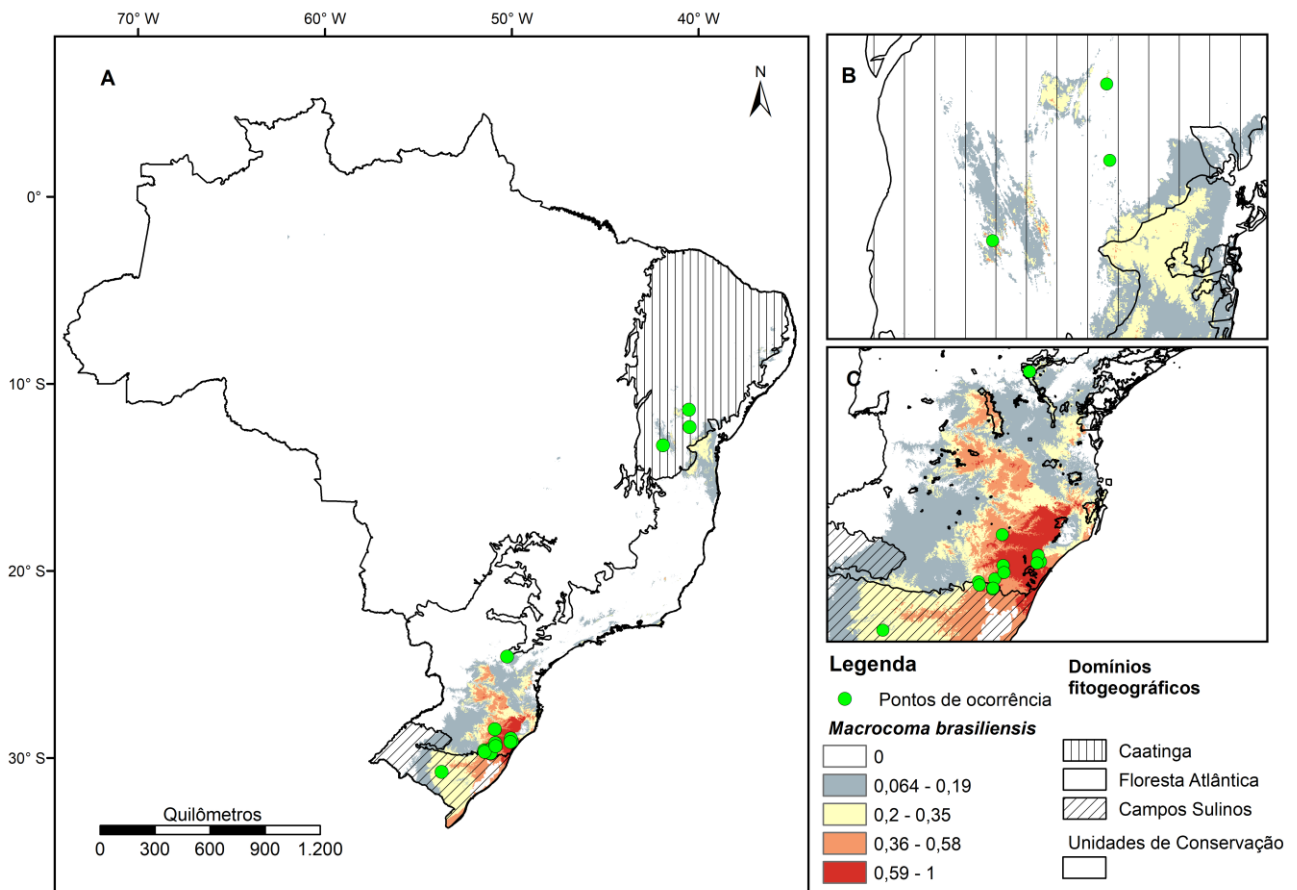 70° W 60° W 50° W 40° W
A
N
B
0°
10° S
C
20° S
30° S
Quilômetros
0 300 600 900 1.200
Legenda
Pontos de ocorrência
Macrocoma brasiliensis
0
0,064 - 0,19
0,2 - 0,35
0,36 - 0,58
0,59 - 1
Domínios
fitogeográficos
Caatinga
Floresta Atlântica
Campos Sulinos
Unidades de Conservação